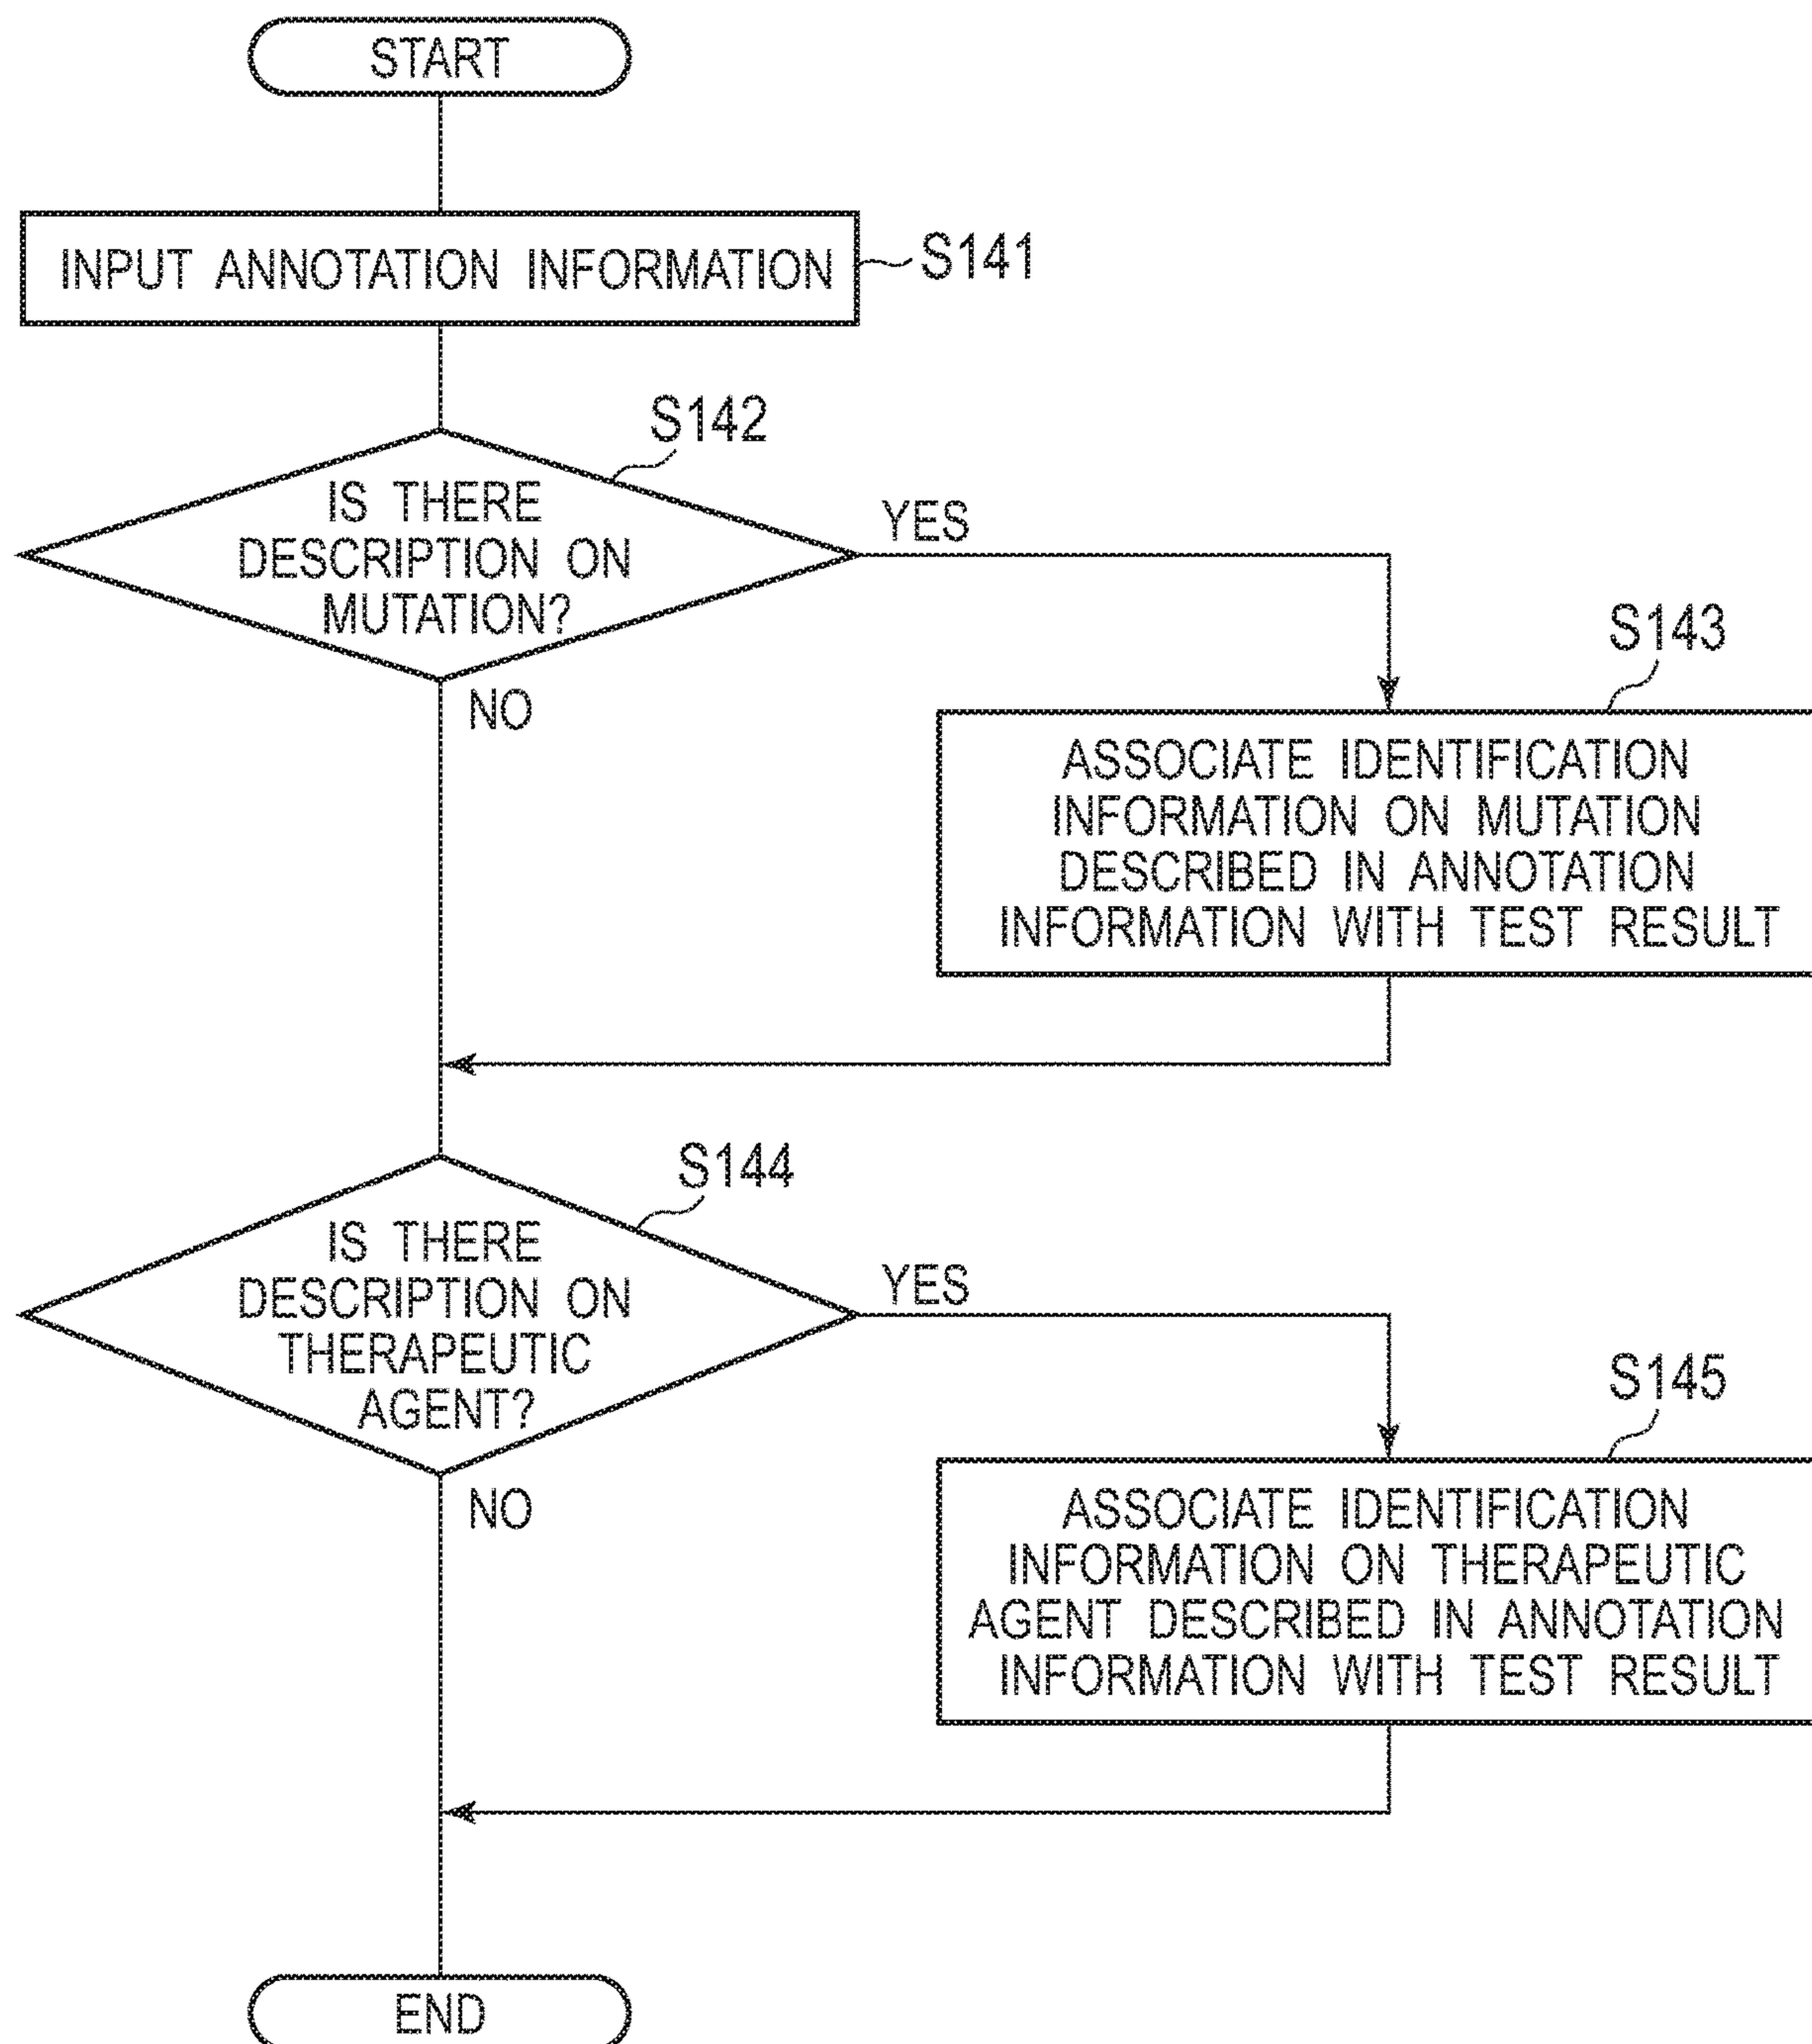 START
INPUT ANNOTATION INFORMATION
S141
S142
IS THERE
DESCRIPTION ON
MUTATION?
YES
NO
S143
ASSOCIATE IDENTIFICATION
INFORMATION ON MUTATION
DESCRIBED IN ANNOTATION
INFORMATION WITH TEST RESULT
S144
IS THERE
DESCRIPTION ON
THERAPEUTIC
AGENT?
YES
NO
S145
ASSOCIATE IDENTIFICATION
INFORMATION ON THERAPEUTIC
AGENT DESCRIBED IN ANNOTATION
INFORMATION WITH TEST RESULT
END